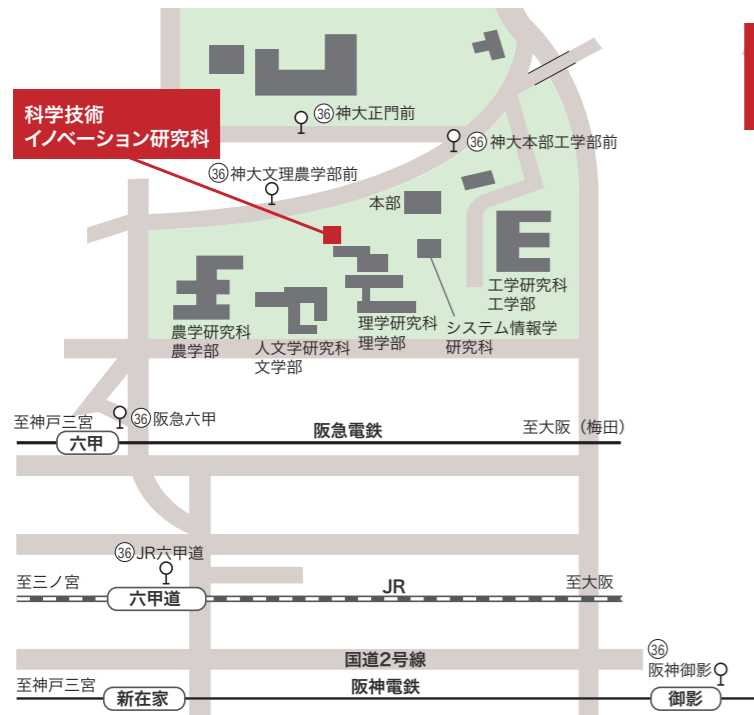 科学技術
イノベーション研究科
㊱神大正門前
㊱神大本部工学部前
㊱神大文理農学部前
本部
工学研究科
工学部
システム情報学
研究科
理学研究科
理学部
人文学研究科
文学部
農学研究科
農学部
㊱阪急六甲
至神戸三宮
六甲
阪急電鉄
至大阪（梅田）
㊱JR六甲道
至三ノ宮
六甲道
JR
至大阪
国道2号線
㊱
阪神御影
至神戸三宮
新在家
阪神電鉄
御影